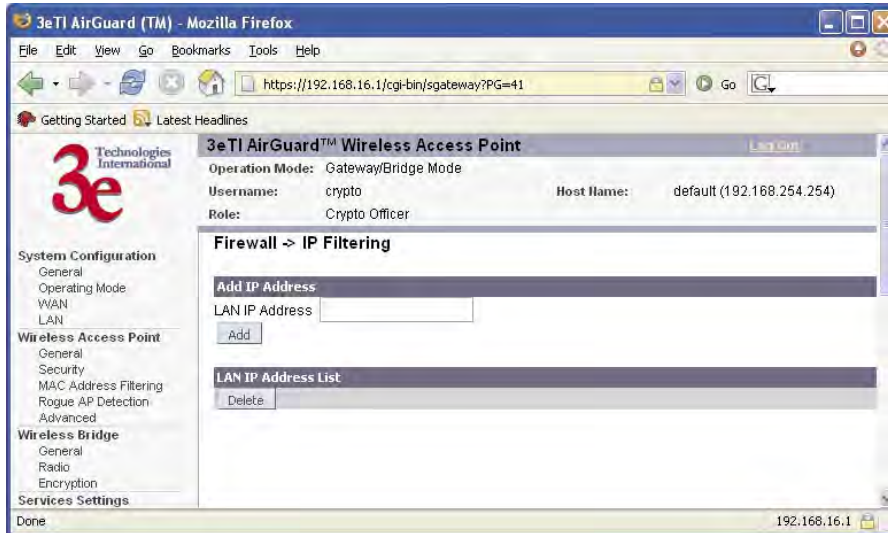 3eTI AirGuard (TM) - Mozilla Firefox
File Edit View Go Bookmarks Tools Help
https://192.168.16.1/cgi-bin/sgateway?PG=41 Go G
Getting Started Latest Headlines
3e Technologies International
3eTI AirGuard™ Wireless Access Point Log Out
Operation Mode: Gateway/Bridge Mode
Username: crypto Host Name: default (192.168.254.254)
Role: Crypto Officer
System Configuration
General
Operating Mode
WAN
LAN
Wireless Access Point
General
Security
MAC Address Filtering
Rogue AP Detection
Advanced
Wireless Bridge
General
Radio
Encryption
Services Settings
Firewall -> IP Filtering
Add IP Address
LAN IP Address
Add
LAN IP Address List
Delete
Done 192.168.16.1